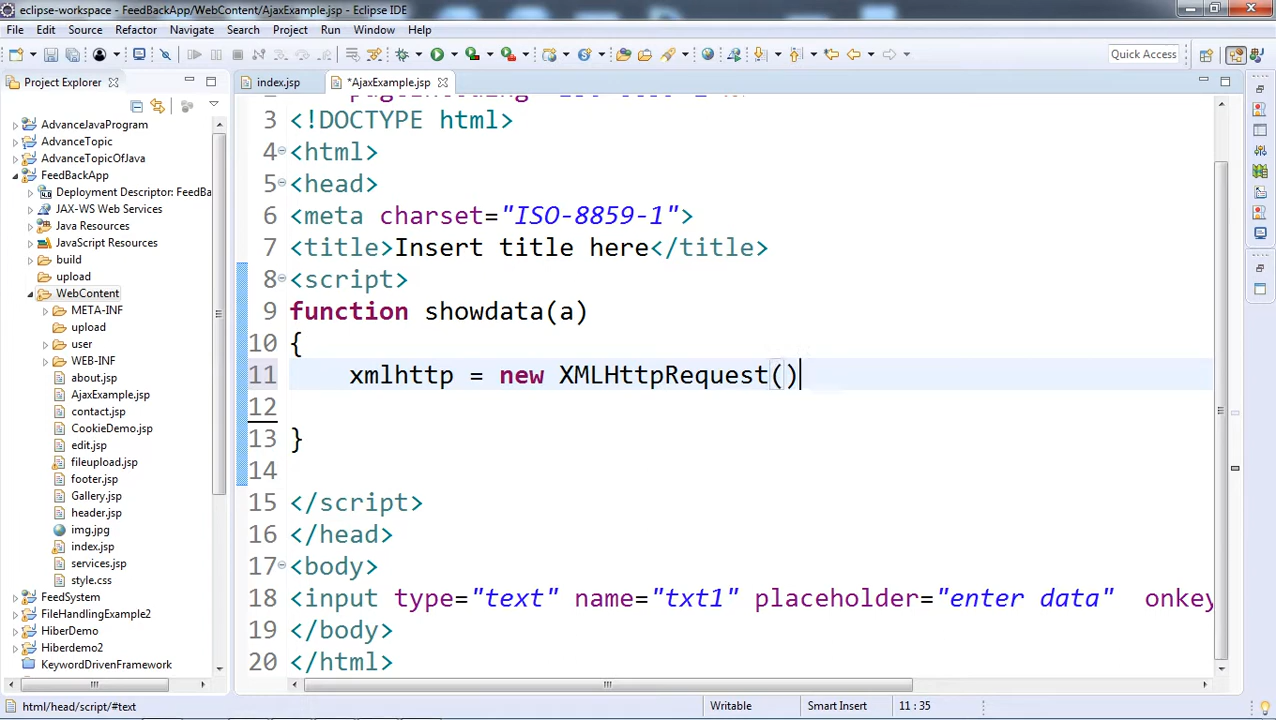 eclipse-workspace - FeedBackApp/WebContent/AjaxExample.jsp - Eclipse IDE
File Edit Source Refactor Navigate Search Project Run Window Help
Quick Access
Project Explorer
index.jsp
*AjaxExample.jsp
AdvanceJavaProgram
AdvanceTopic
AdvanceTopicOfJava
FeedBackApp
Deployment Descriptor: FeedBa
JAX-WS Web Services
Java Resources
JavaScript Resources
build
upload
WebContent
META-INF
upload
user
WEB-INF
about.jsp
AjaxExample.jsp
contact.jsp
CookieDemo.jsp
edit.jsp
fileupload.jsp
footer.jsp
Gallery.jsp
header.jsp
img.jpg
index.jsp
services.jsp
style.css
FeedSystem
FileHandlingExample2
HiberDemo
Hiberdemo2
KeywordDrivenFramework
3 <!DOCTYPE html>
4 <html>
5 <head>
6 <meta charset="ISO-8859-1">
7 <title>Insert title here</title>
8 <script>
9 function showdata(a)
10 {
11 xmlhttp = new XMLHttpRequest()
12
13 }
14
15 </script>
16 </head>
17 <body>
18 <input type="text" name="txt1" placeholder="enter data" onkey
19 </body>
20 </html>
html/head/script/#text
Writable
Smart Insert
11 : 35